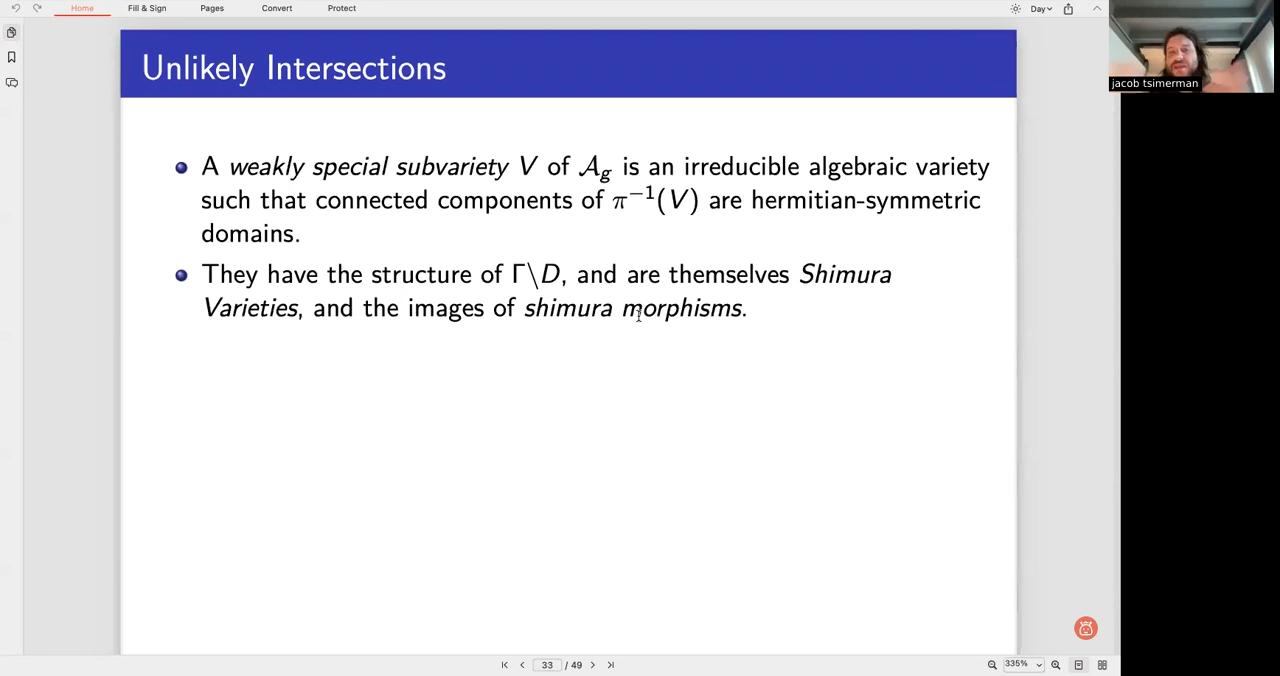 Home Fill & Sign Pages Convert Protect Day
jacob tsimerman
Unlikely Intersections
A weakly special subvariety V of 𝒜g is an irreducible algebraic variety
such that connected components of π⁻¹(V) are hermitian-symmetric
domains.
They have the structure of Γ\D, and are themselves Shimura
Varieties, and the images of shimura morphisms.
33 / 49 335%